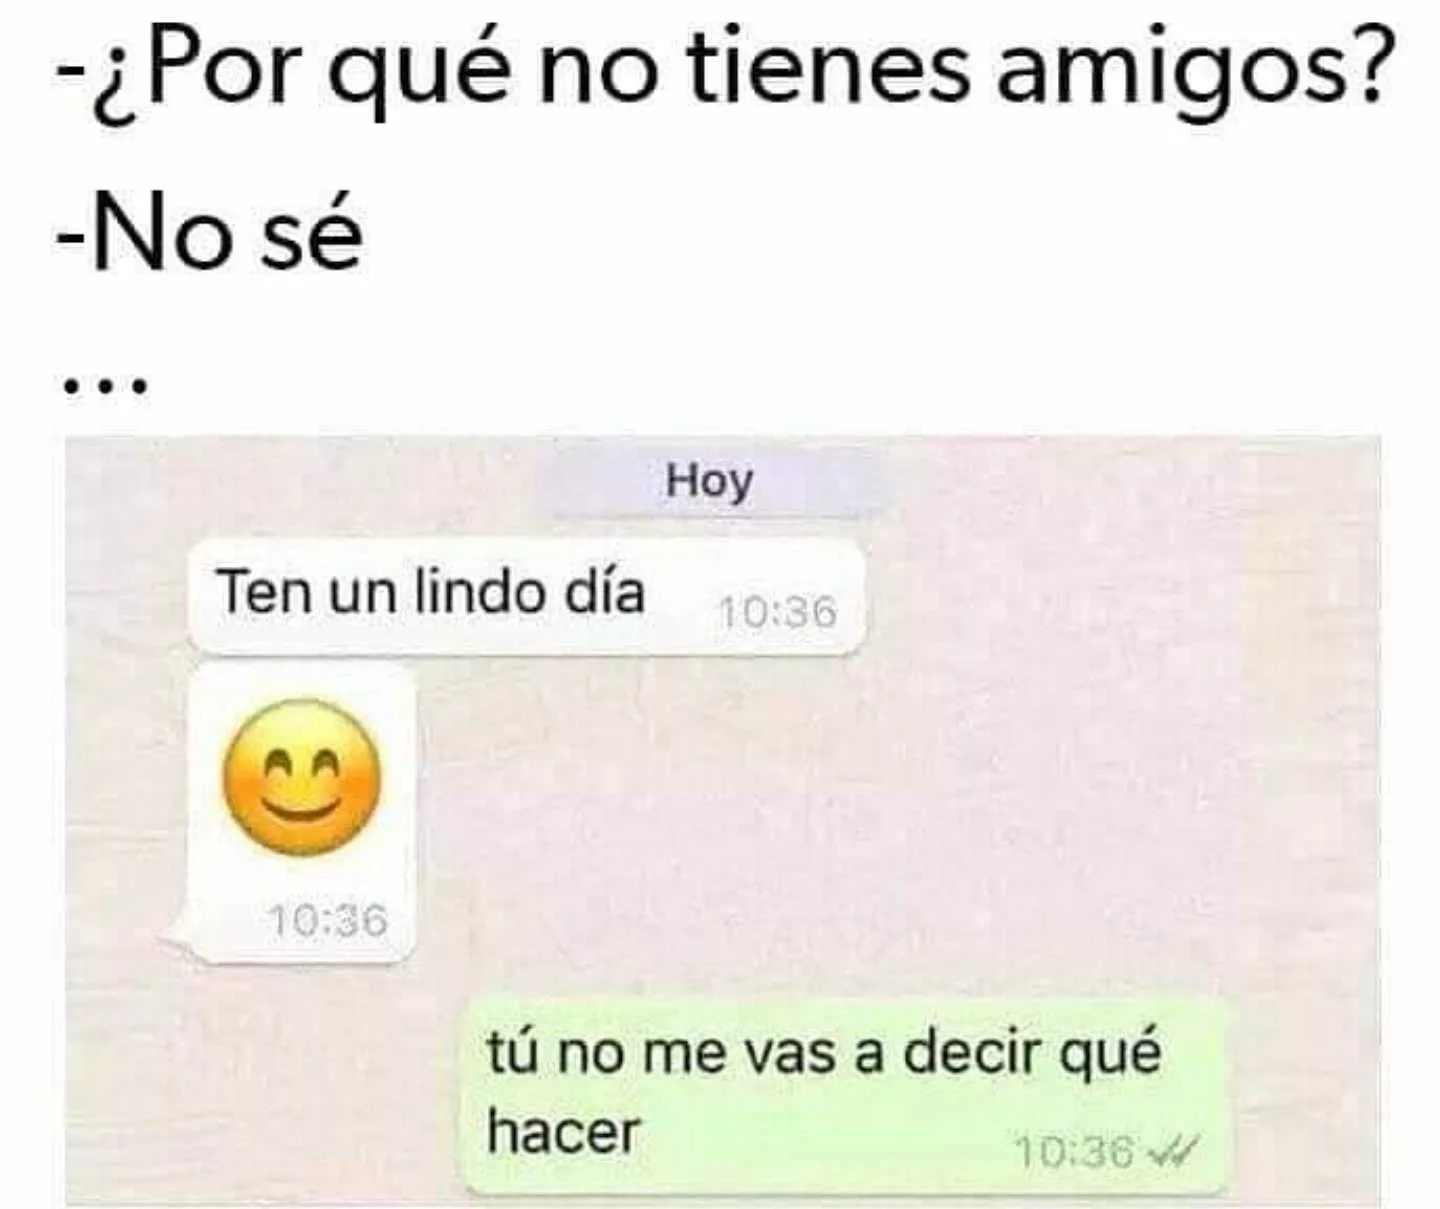 -¿Por qué no tienes amigos?
-No sé
...
Hoy
Ten un lindo día 10:36
10:36
tú no me vas a decir qué
hacer 10:36